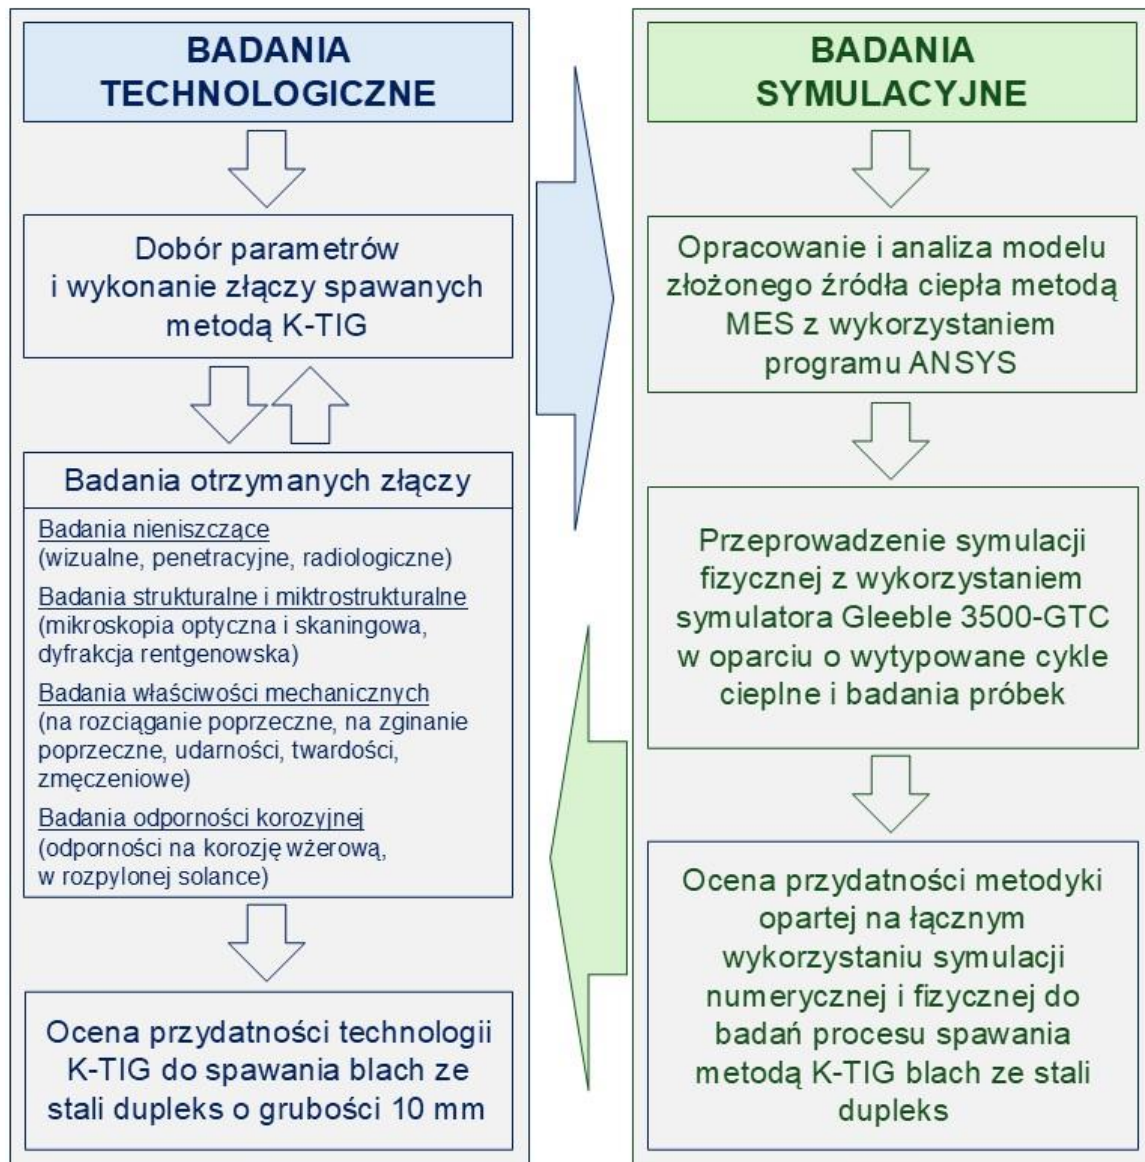 BADANIA
TECHNOLOGICZNE
Dobór parametrów
i wykonanie złączy spawanych
metodą K-TIG
Badania otrzymanych złączy
Badania nieniszczące
(wizualne, penetracyjne, radiologiczne)
Badania strukturalne i miktrostrukturalne
(mikroskopia optyczna i skaningowa,
dyfrakcja rentgenowska)
Badania właściwości mechanicznych
(na rozciąganie poprzeczne, na zginanie
poprzeczne, udarności, twardości,
zmęczeniowe)
Badania odporności korozyjnej
(odporności na korozję wżerową,
w rozpylonej solance)
Ocena przydatności technologii
K-TIG do spawania blach ze
stali dupleks o grubości 10 mm
BADANIA
SYMULACYJNE
Opracowanie i analiza modelu
złożonego źródła ciepła metodą
MES z wykorzystaniem
programu ANSYS
Przeprowadzenie symulacji
fizycznej z wykorzystaniem
symulatora Gleeble 3500-GTC
w oparciu o wytypowane cykle
cieplne i badania próbek
Ocena przydatności metodyki
opartej na łącznym
wykorzystaniu symulacji
numerycznej i fizycznej do
badań procesu spawania
metodą K-TIG blach ze stali
dupleks